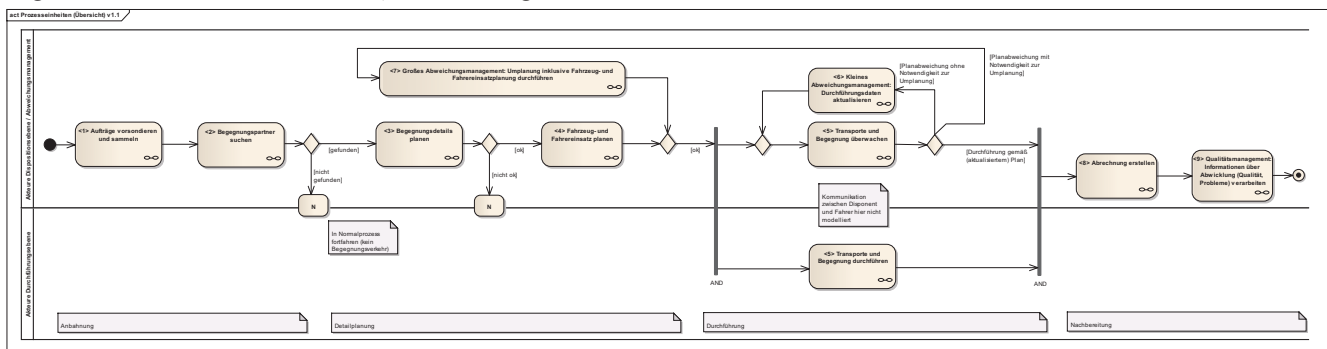 act Prozesseinheiten (Übersicht) v1.1
Akteure Dispositionsebene / Abweichungsmanagement
<7> Großes Abweichungsmanagement: Umplanung inklusive Fahrzeug- und
Fahrereinsatzplanung durchführen
<6> Kleines
Abweichungsmanagement:
Durchführungsdaten
aktualisieren
[Planabweichung ohne
Notwendigkeit zur
Umplanung]
[Planabweichung mit
Notwendigkeit zur
Umplanung]
<1> Aufträge vorsondieren
und sammeln
<2> Begegnungspartner
suchen
[gefunden]
[nicht
gefunden]
<3> Begegnungsdetails
planen
[ok]
[nicht ok]
<4> Fahrzeug- und
Fahrereinsatz planen
[ok]
<5> Transporte und
Begegnung überwachen
[Durchführung gemäß
(aktualisiertem) Plan]
<8> Abrechnung erstellen
<9> Qualitätsmanagement:
Informationen über
Abwicklung (Qualität,
Probleme) verarbeiten
Kommunikation
zwischen Disponent
und Fahrer hier nicht
modelliert
N
N
Akteure Durchführungsebene
In Normalprozess
fortfahren (kein
Begegnungsverkehr)
<5> Transporte und
Begegnung durchführen
AND
AND
Anbahnung
Detailplanung
Durchführung
Nachbereitung